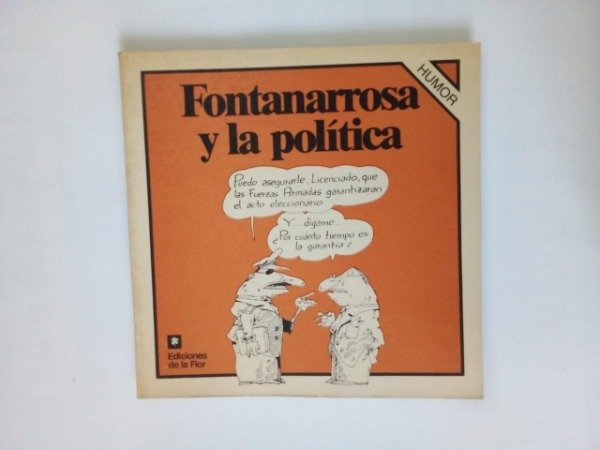 HUMOR
Fontanarrosa
y la política
Puedo asegurarle, Licenciado, que
las Fuerzas Armadas garantizarán
el acto eleccionario
Y... dígame...
¿Por cuánto tiempo es
la garantía?
Ediciones
de la Flor